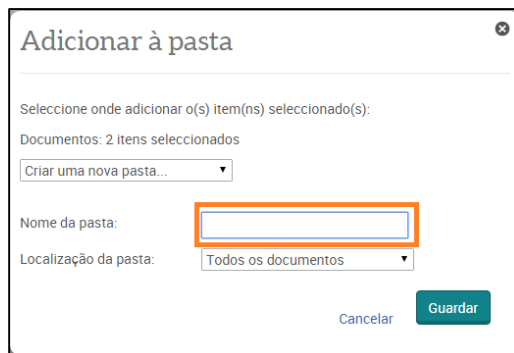 Adicionar à pasta
Seleccione onde adicionar o(s) item(ns) seleccionado(s):
Documentos: 2 itens seleccionados
Criar uma nova pasta...
Nome da pasta:
Localização da pasta: Todos os documentos
Cancelar Guardar